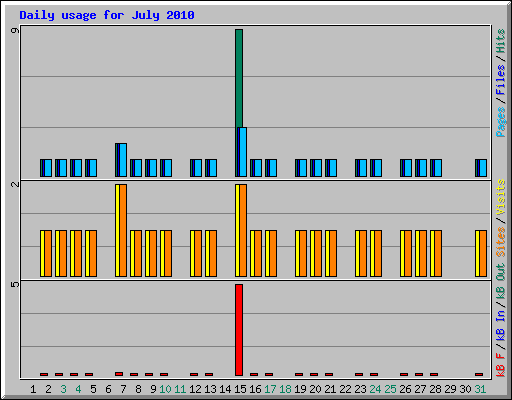 Daily usage for July 2010
9
2
5
Pages/Files/Hits
Sites/Visits
kB F/kB In/kB Out
1 2 3 4 5 6 7 8 9 10 11 12 13 14 15 16 17 18 19 20 21 22 23 24 25 26 27 28 29 30 31